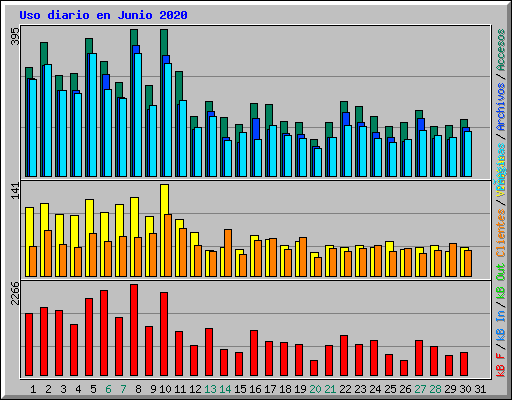 Uso diario en Junio 2020
395
141
2266
kB F / kB In / kB Out Clientes / / Archivos / Accesos
1 2 3 4 5 6 7 8 9 10 11 12 13 14 15 16 17 18 19 20 21 22 23 24 25 26 27 28 29 30 31